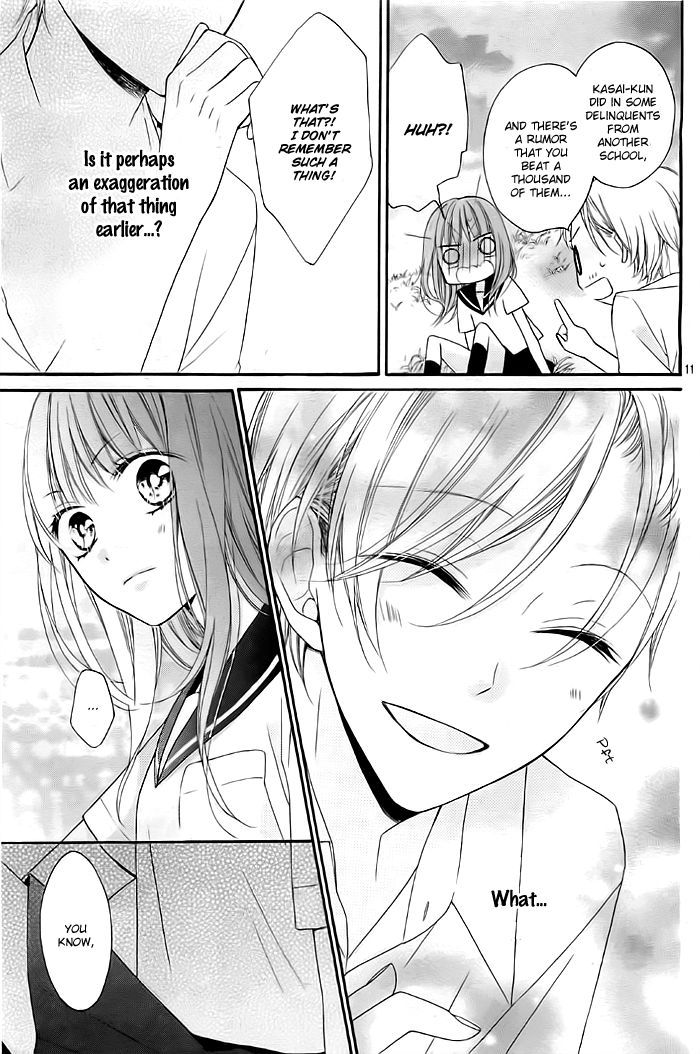 KASAI-KUN
DID IN SOME
DELINQUENTS
FROM
ANOTHER
SCHOOL,
AND THERE'S
A RUMOR
THAT YOU
BEAT A
THOUSAND
OF THEM...
HUH?!
11
WHAT'S
THAT?!
I DON'T
REMEMBER
SUCH A
THING!
Is it perhaps
an exaggeration
of that thing
earlier...?
PFFT
What...
...
YOU
KNOW,